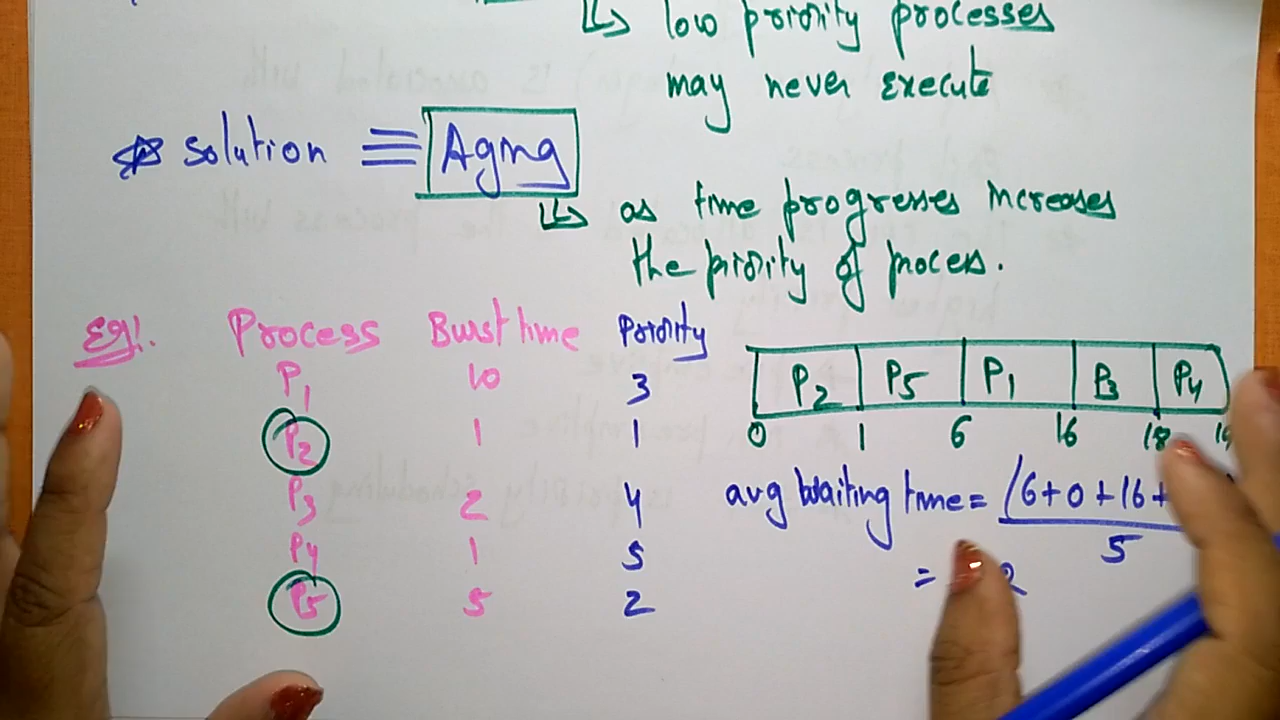 ↳ low priority processes
may never execute
☆ solution ≡ Aging
↳ as time progresses increases
the priority of proces.
Eg!. Process Burst time Priority
P1 10 3
P2 1 1
P3 2 4
P4 1 5
P5 5 2
P2 P5 P1 P3 P4
0 1 6 16 18 19
avg waiting time = (6+0+16+
5
=